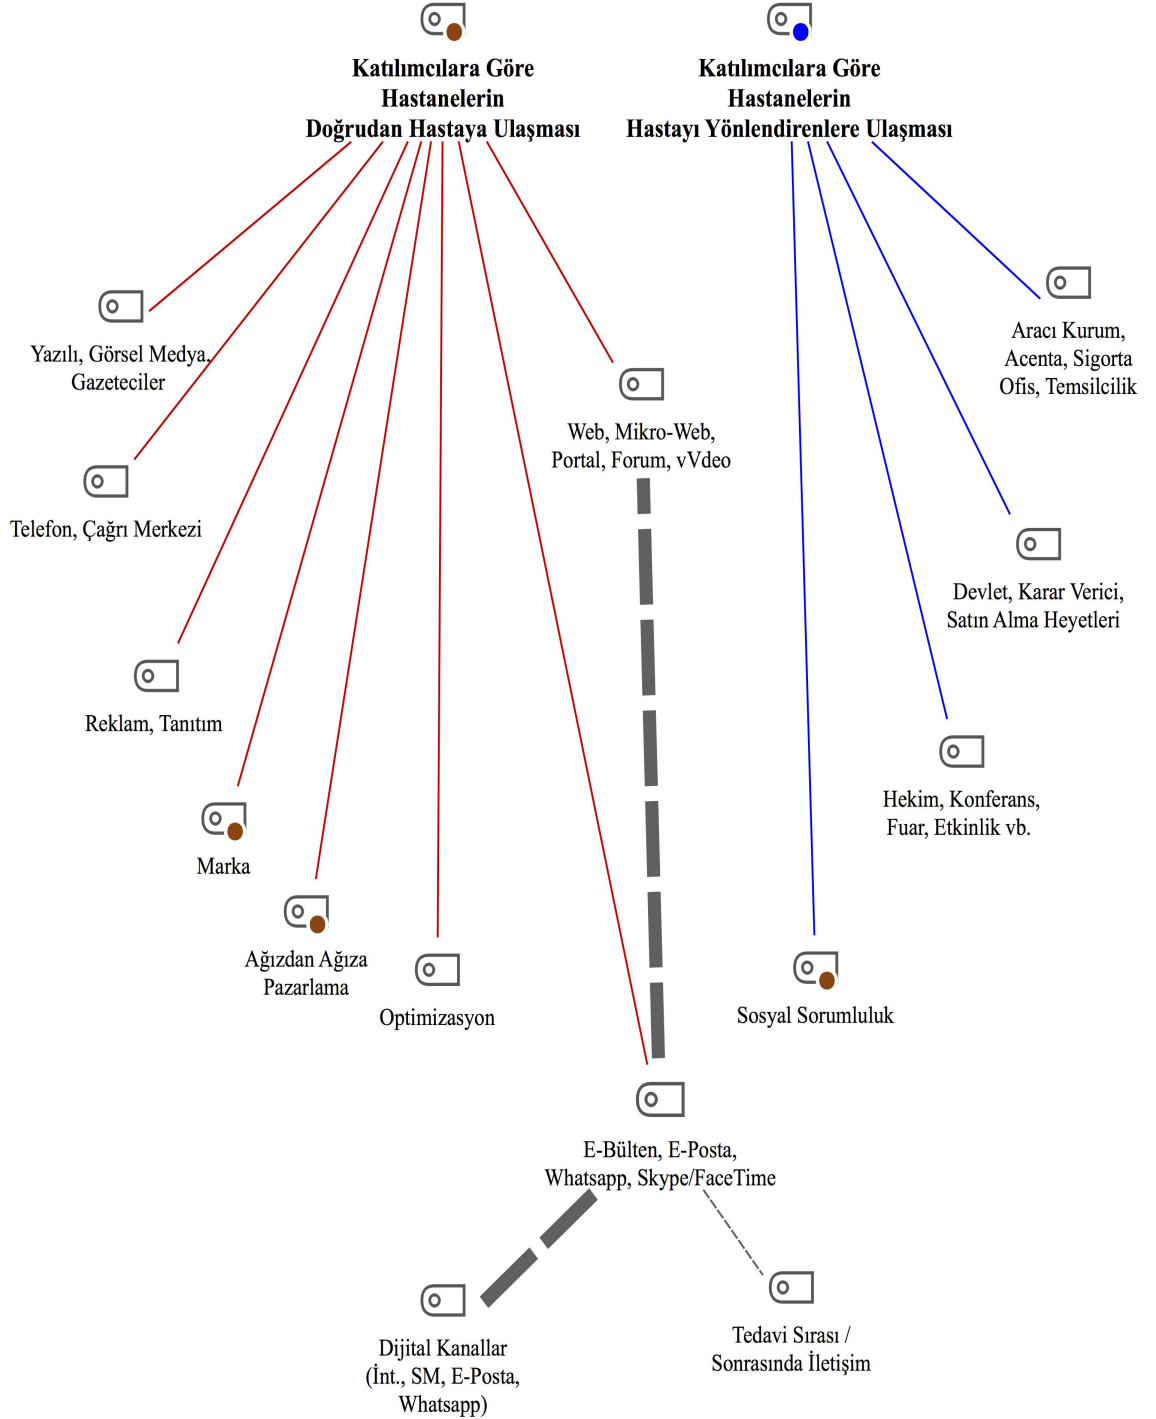 Katılımcılara Göre
Hastanelerin
Doğrudan Hastaya Ulaşması
Katılımcılara Göre
Hastanelerin
Hastayı Yönlendirenlere Ulaşması
Aracı Kurum,
Acenta, Sigorta
Ofis, Temsilcilik
Yazılı, Görsel Medya,
Gazeteciler
Web, Mikro-Web,
Portal, Forum, vVdeo
Telefon, Çağrı Merkezi
Devlet, Karar Verici,
Satın Alma Heyetleri
Reklam, Tanıtım
Hekim, Konferans,
Fuar, Etkinlik vb.
Marka
Ağızdan Ağıza
Pazarlama
Optimizasyon
Sosyal Sorumluluk
E-Bülten, E-Posta,
Whatsapp, Skype/FaceTime
Dijital Kanallar
(İnt., SM, E-Posta,
Whatsapp)
Tedavi Sırası /
Sonrasında İletişim